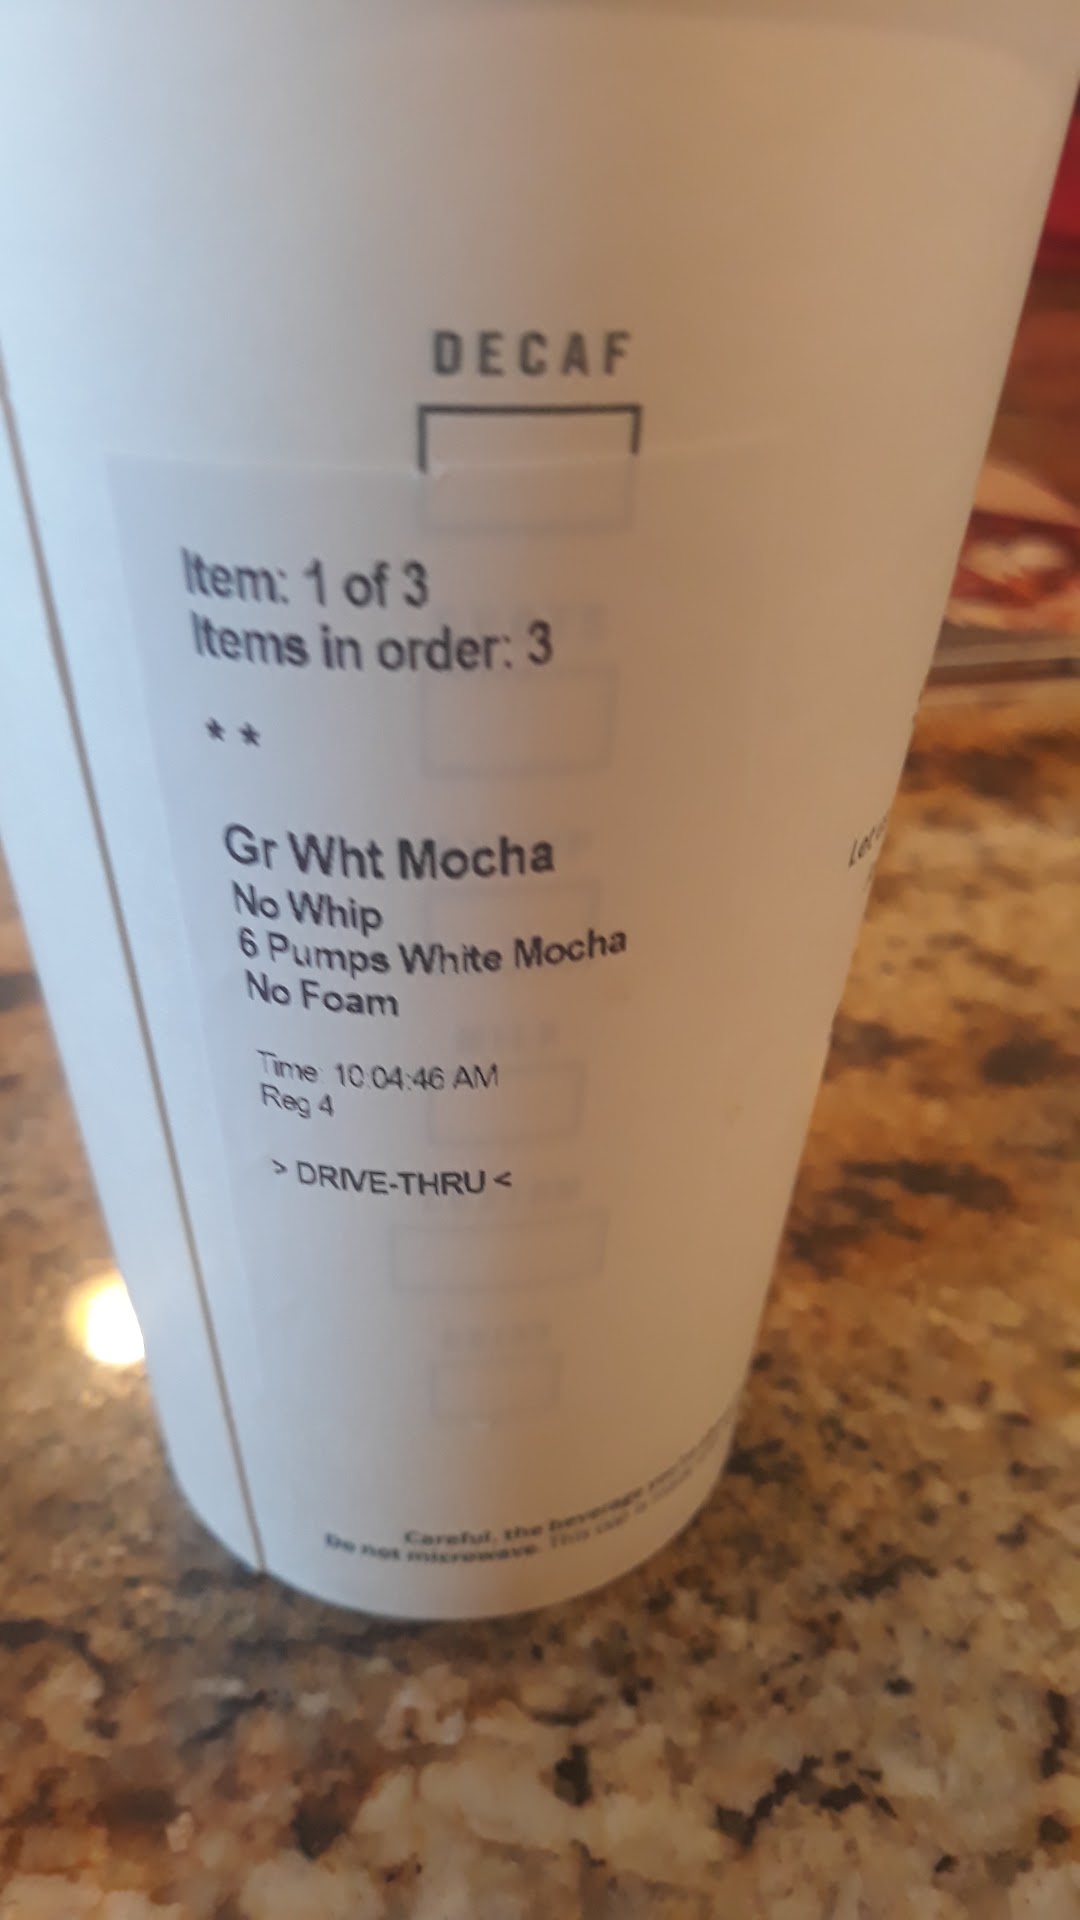 DECAF
Item: 1 of 3
Items in order: 3
* *
Gr Wht Mocha
No Whip
6 Pumps White Mocha
No Foam
Time: 10:04:46 AM
Reg 4
> DRIVE-THRU <
Careful, the beverage
Do not microwave.